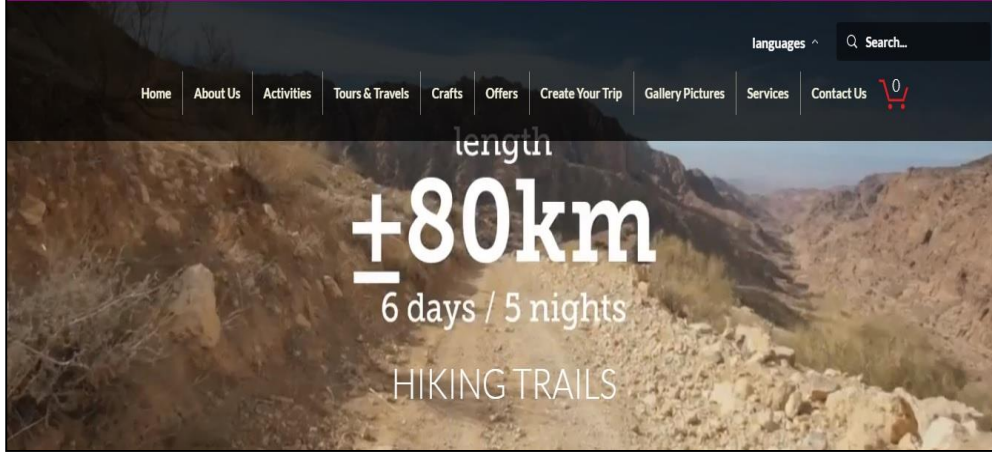 languages
Search...
Home About Us Activities Tours & Travels Crafts Offers Create Your Trip Gallery Pictures Services Contact Us 0
length
±80km
6 days / 5 nights
HIKING TRAILS